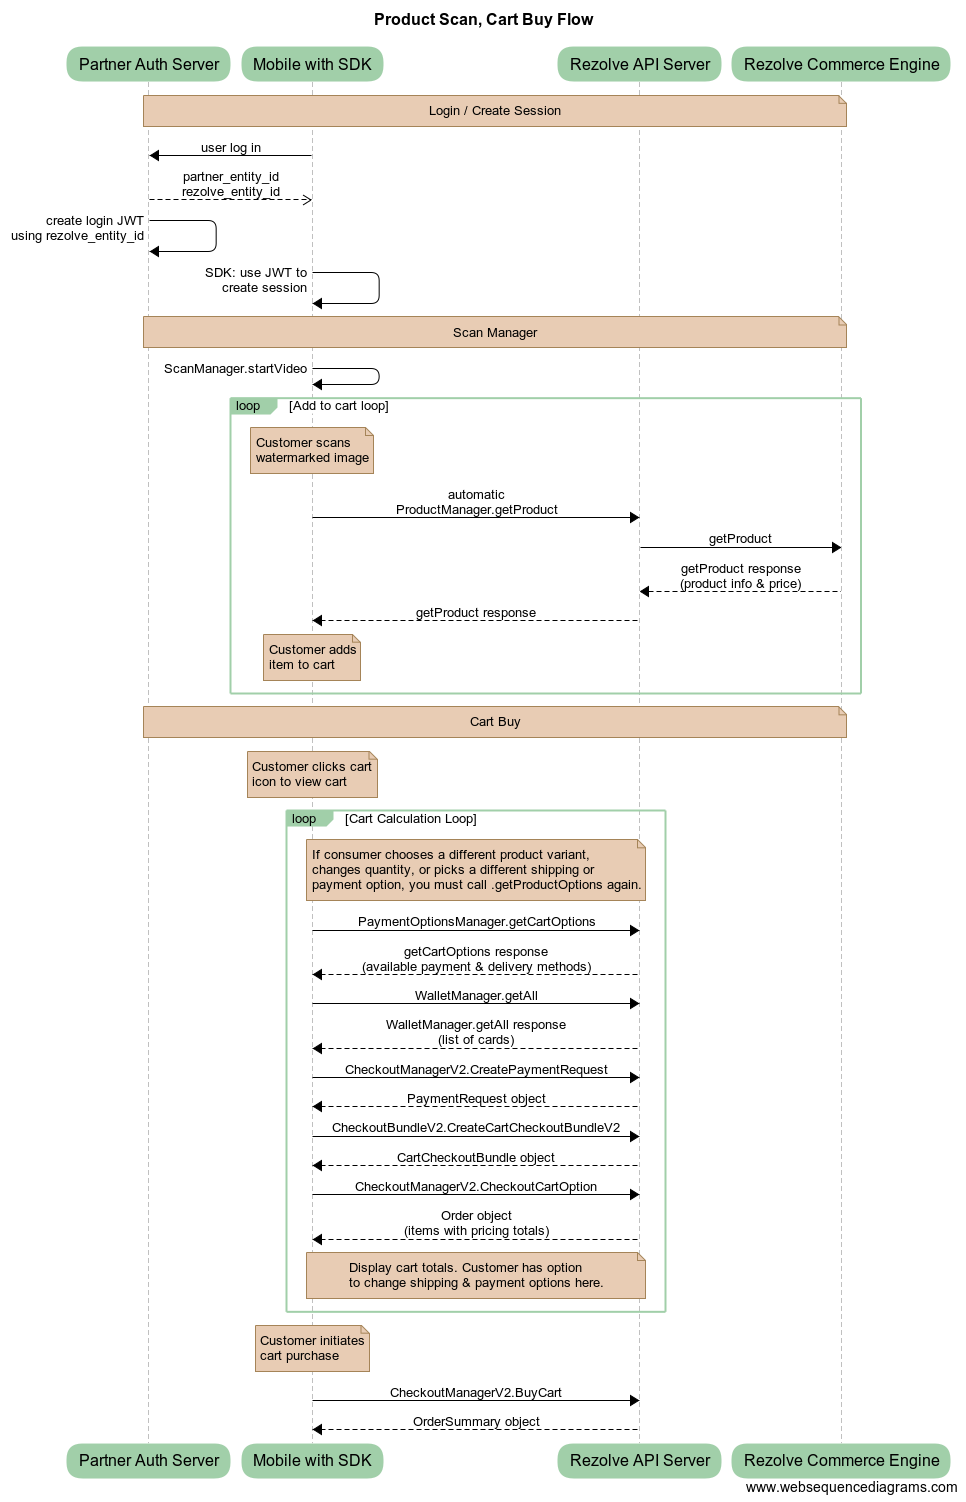 Product Scan, Cart Buy Flow
Partner Auth Server
Mobile with SDK
Rezolve API Server
Rezolve Commerce Engine
Login / Create Session
user log in
partner_entity_id
rezolve_entity_id
create login JWT
using rezolve_entity_id
SDK: use JWT to
create session
Scan Manager
ScanManager.startVideo
loop
[Add to cart loop]
Customer scans
watermarked image
automatic
ProductManager.getProduct
getProduct
getProduct response
(product info & price)
getProduct response
Customer adds
item to cart
Cart Buy
Customer clicks cart
icon to view cart
loop
[Cart Calculation Loop]
If consumer chooses a different product variant,
changes quantity, or picks a different shipping or
payment option, you must call .getProductOptions again.
PaymentOptionsManager.getCartOptions
getCartOptions response
(available payment & delivery methods)
WalletManager.getAll
WalletManager.getAll response
(list of cards)
CheckoutManagerV2.CreatePaymentRequest
PaymentRequest object
CheckoutBundleV2.CreateCartCheckoutBundleV2
CartCheckoutBundle object
CheckoutManagerV2.CheckoutCartOption
Order object
(items with pricing totals)
Display cart totals. Customer has option
to change shipping & payment options here.
Customer initiates
cart purchase
CheckoutManagerV2.BuyCart
OrderSummary object
Partner Auth Server
Mobile with SDK
Rezolve API Server
Rezolve Commerce Engine
www.websequencediagrams.com